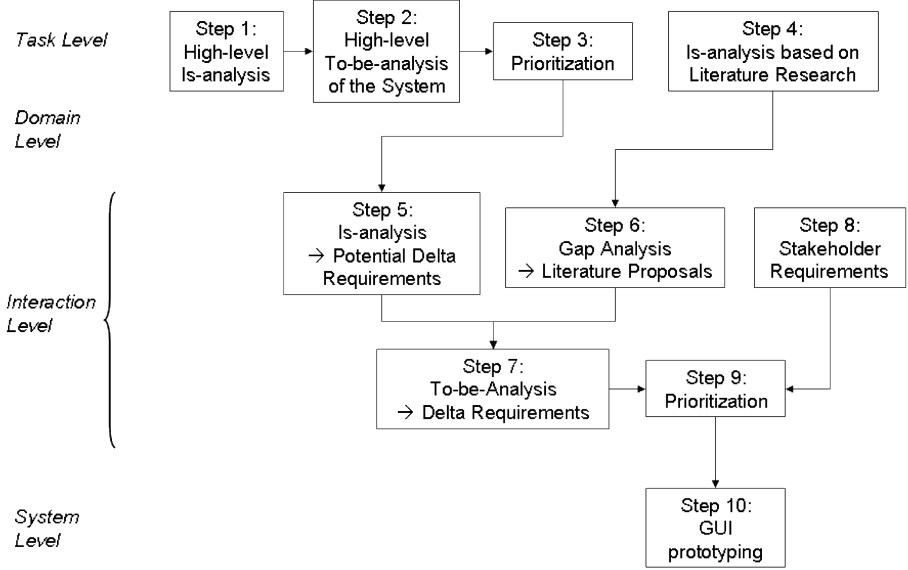 Task Level
Step 1:
High-level
Is-analysis
Step 2:
High-level
To-be-analysis
of the System
Step 3:
Prioritization
Step 4:
Is-analysis based on
Literature Research
Domain
Level
Interaction
Level
Step 5:
Is-analysis
→ Potential Delta
Requirements
Step 6:
Gap Analysis
→ Literature Proposals
Step 8:
Stakeholder
Requirements
Step 7:
To-be-Analysis
→ Delta Requirements
Step 9:
Prioritization
System
Level
Step 10:
GUI
prototyping